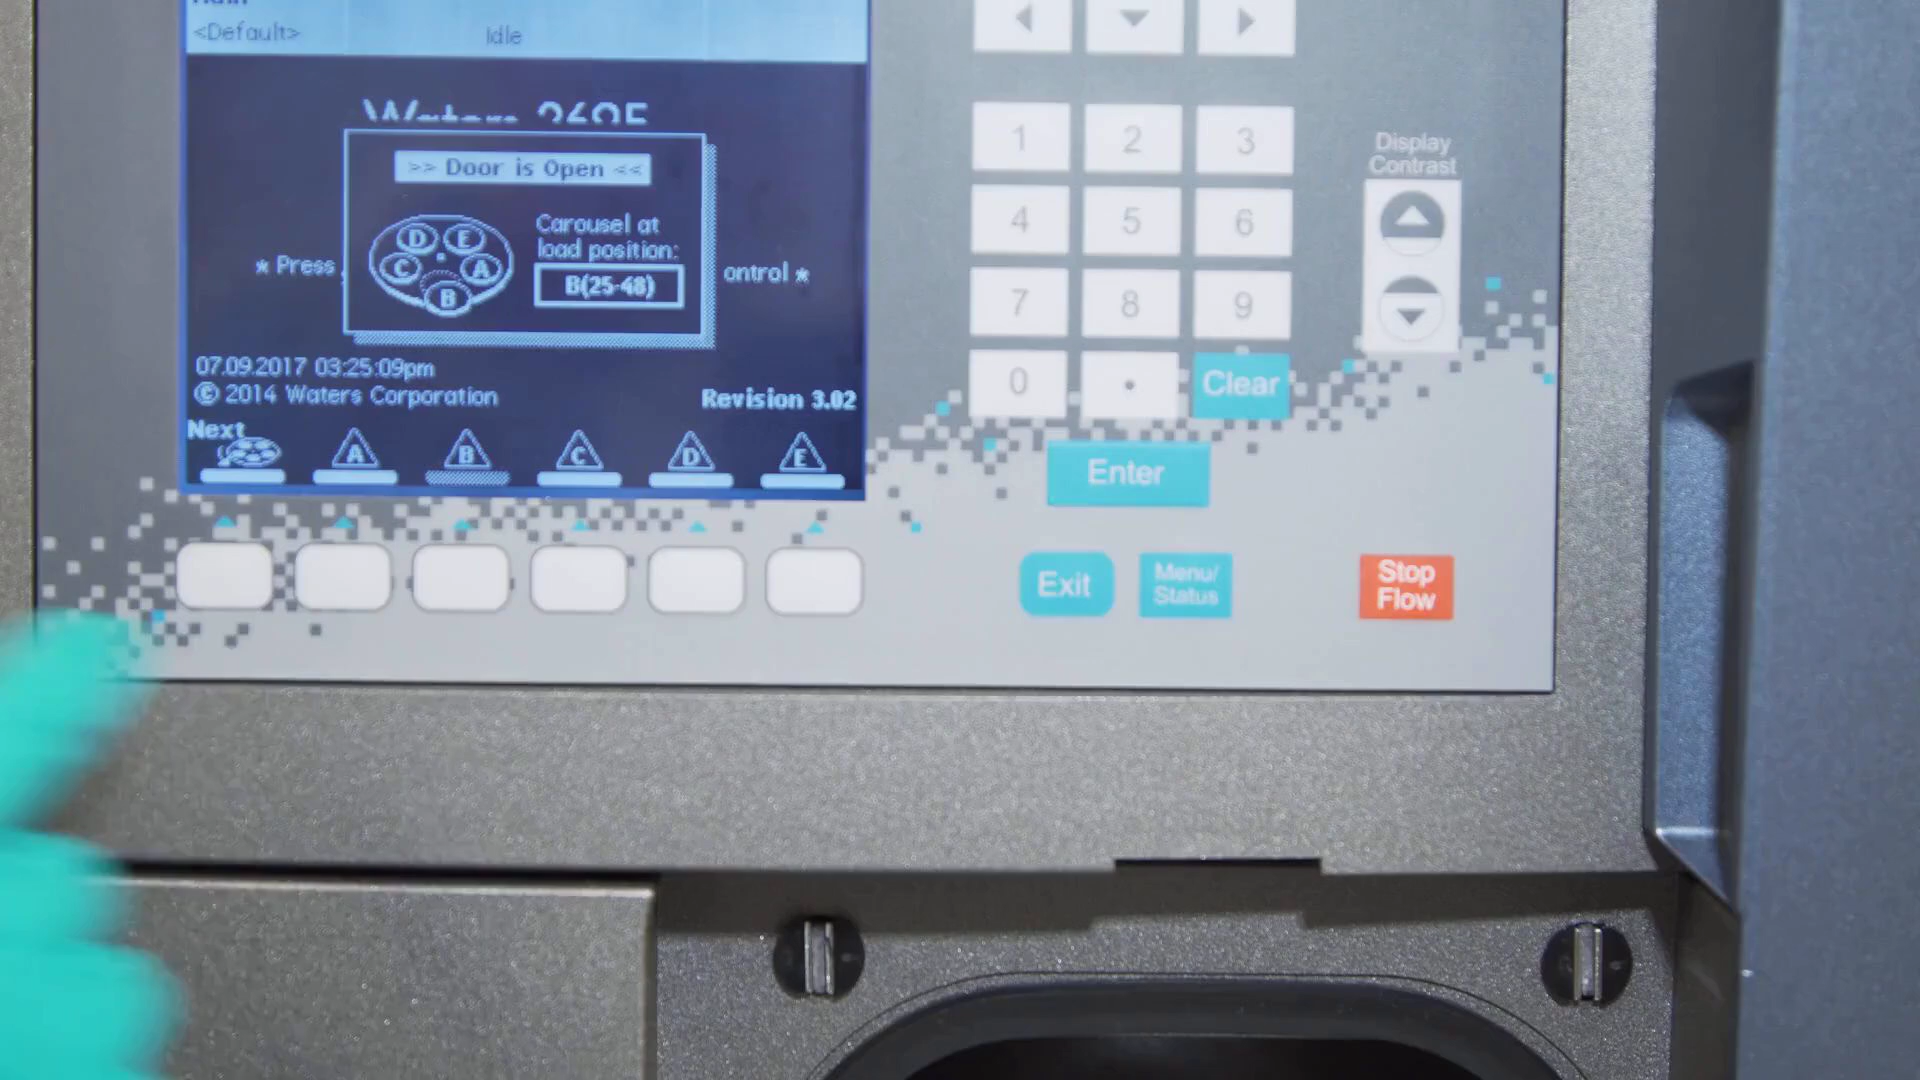 <Default> Idle
>> Door is Open <<
D E
C A
B
Carousel at
load position:
B(25-48)
* Press
ontrol *
07.09.2017 03:25:09pm
© 2014 Waters Corporation
Revision 3.02
Next
A B C D E
1 2 3
4 5 6
7 8 9
0 . Clear
Enter
Exit
Menu/
Status
Stop
Flow
Display
Contrast